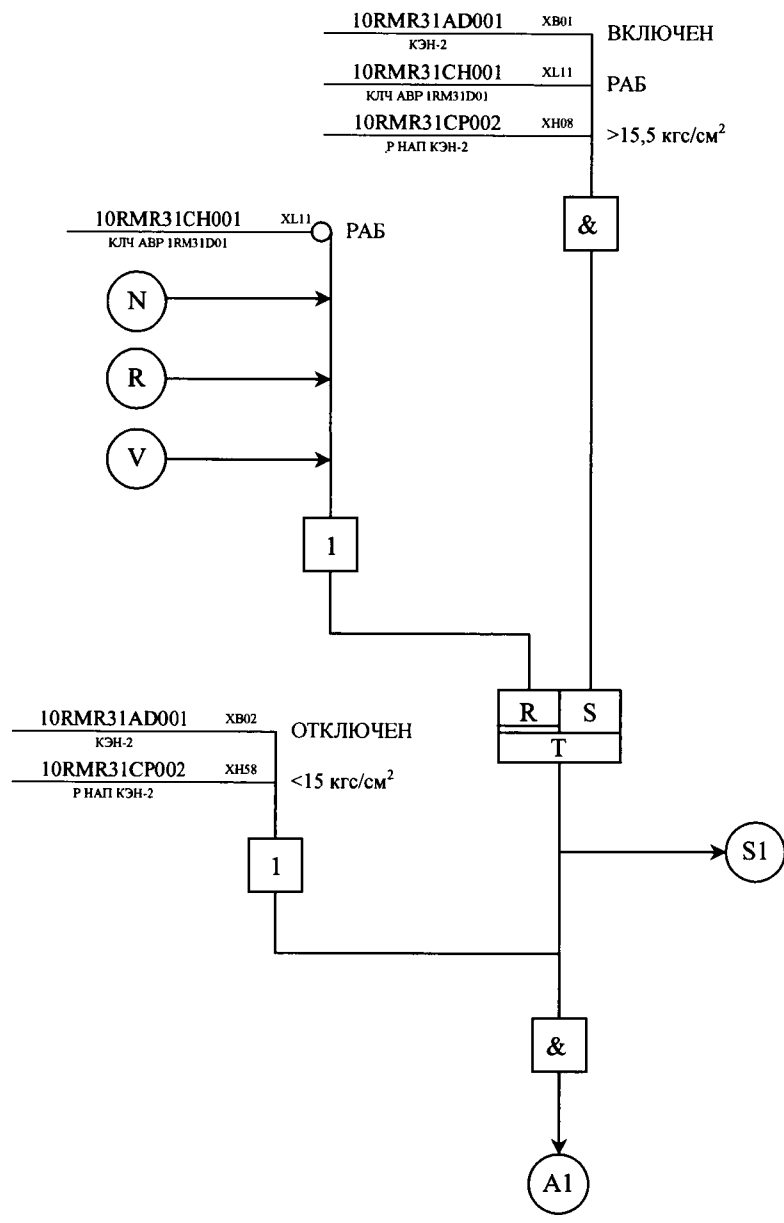 10RMR31AD001 XB01 ВКЛЮЧЕН
КЭН-2
10RMR31CH001 XL11 РАБ
КЛЧ АВР 1RM31D01
10RMR31CP002 XH08 >15,5 кгс/см²
Р НАП КЭН-2
&
10RMR31CH001 XL11 РАБ
КЛЧ АВР 1RM31D01
N
R
V
1
R S
T
10RMR31AD001 XB02 ОТКЛЮЧЕН
КЭН-2
10RMR31CP002 XH58 <15 кгс/см²
Р НАП КЭН-2
1
S1
&
A1